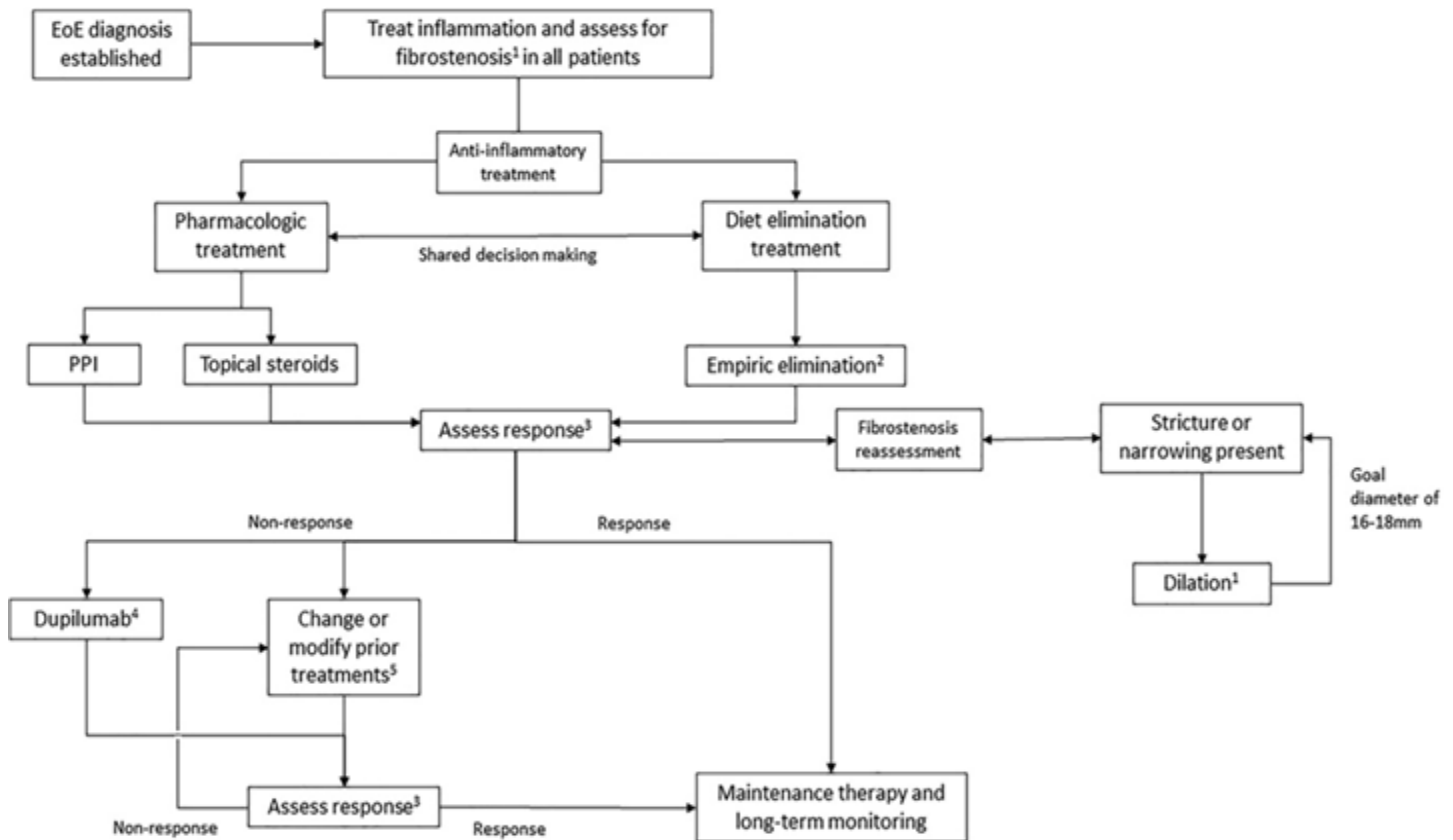 EoE diagnosis
established
Treat inflammation and assess for
fibrostenosis¹ in all patients
Anti-inflammatory
treatment
Pharmacologic
treatment
Shared decision making
Diet elimination
treatment
PPI
Topical steroids
Empiric elimination²
Assess response³
Fibrostenosis
reassessment
Stricture or
narrowing present
Goal
diameter of
16-18mm
Dilation¹
Non-response
Response
Dupilumab⁴
Change or
modify prior
treatments⁵
Assess response³
Non-response
Response
Maintenance therapy and
long-term monitoring